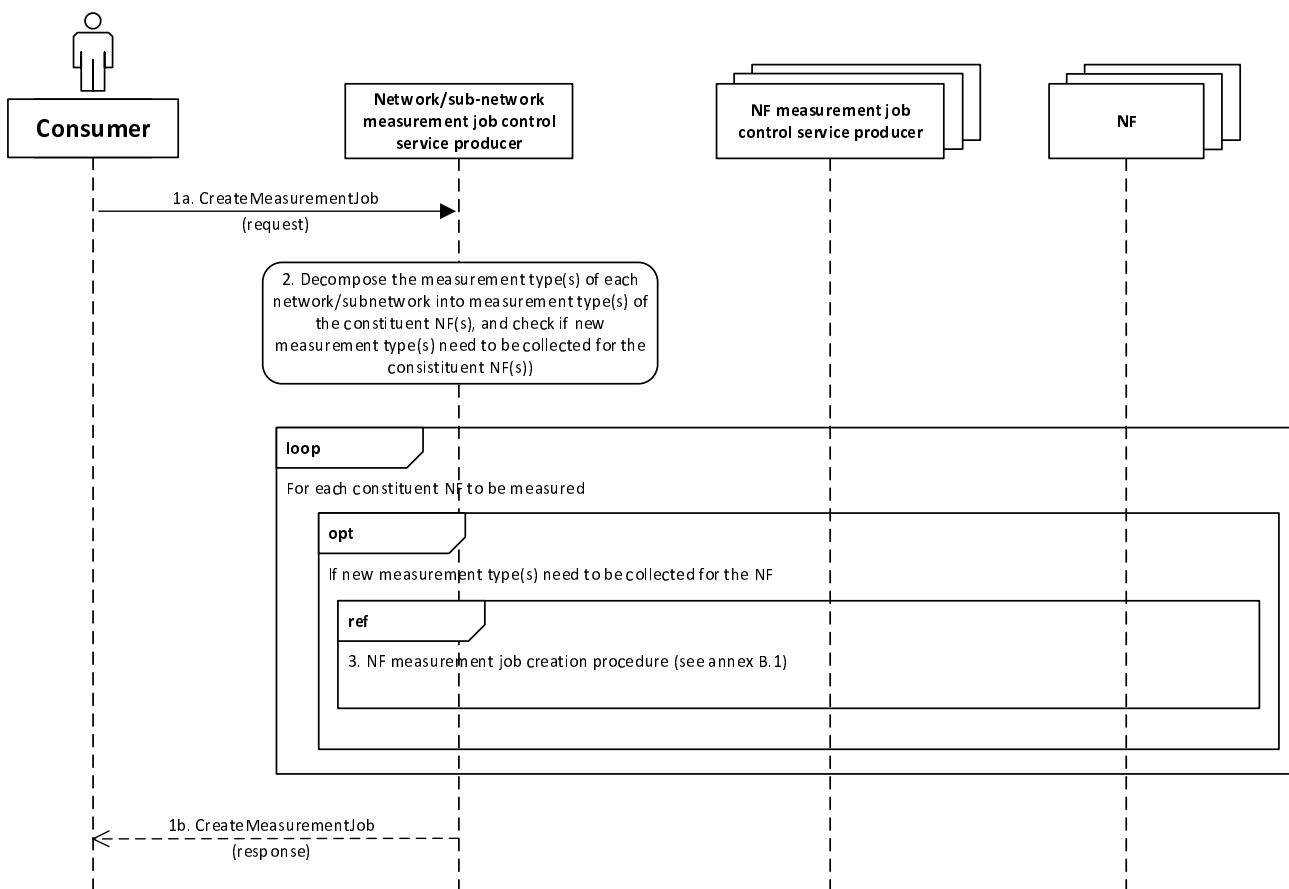 Consumer
Network/sub-network
measurement job control
service producer
NF measurement job
control service producer
NF
1a. CreateMeasurementJob
(request)
2. Decompose the measurement type(s) of each
network/subnetwork into measurement type(s) of
the constituent NF(s), and check if new
measurement type(s) need to be collected for the
consistituent NF(s))
loop
For each constituent NF to be measured
opt
If new measurement type(s) need to be collected for the NF
ref
3. NF measurement job creation procedure (see annex B.1)
1b. CreateMeasurementJob
(response)